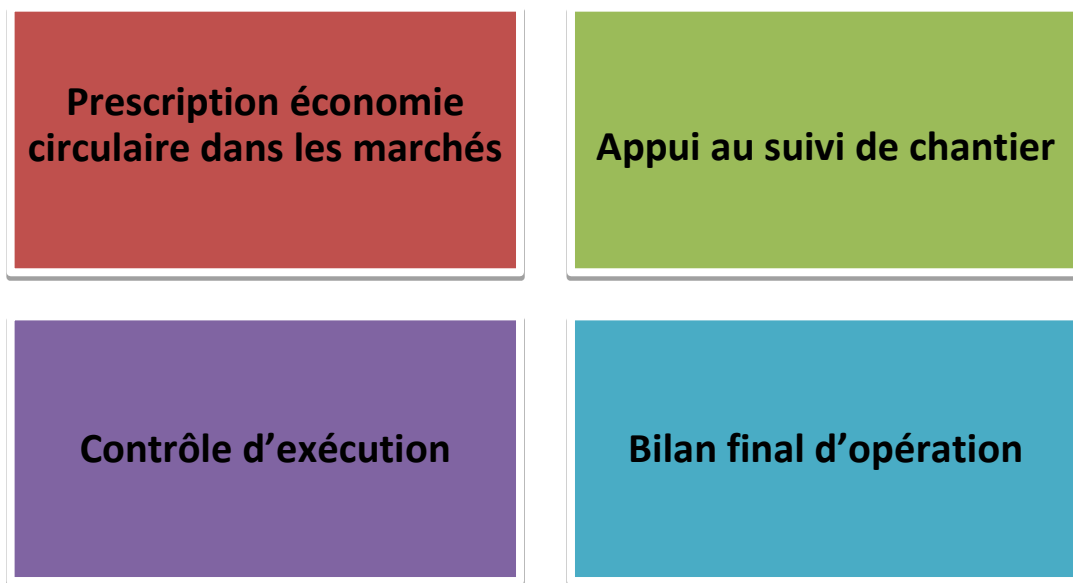 Prescription économie
circulaire dans les marchés
Appui au suivi de chantier
Contrôle d’exécution
Bilan final d’opération